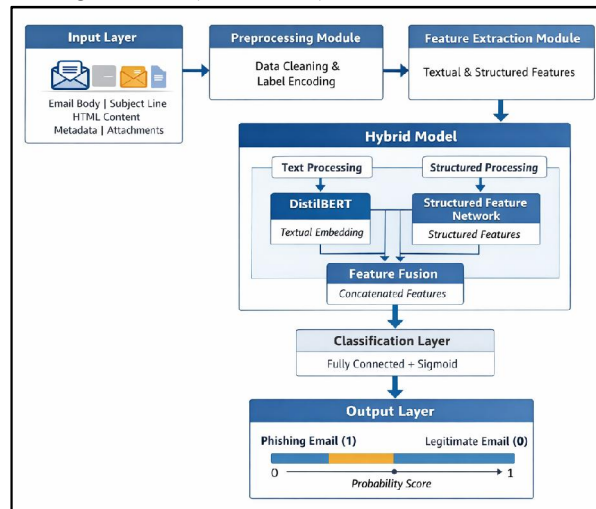 Input Layer
Email Body | Subject Line
HTML Content
Metadata | Attachments
Preprocessing Module
Data Cleaning &
Label Encoding
Feature Extraction Module
Textual & Structured Features
Hybrid Model
Text Processing
Structured Processing
DistilBERT
Textual Embedding
Structured Feature
Network
Structured Features
Feature Fusion
Concatenated Features
Classification Layer
Fully Connected + Sigmoid
Output Layer
Phishing Email (1)
Legitimate Email (0)
0
1
Probability Score